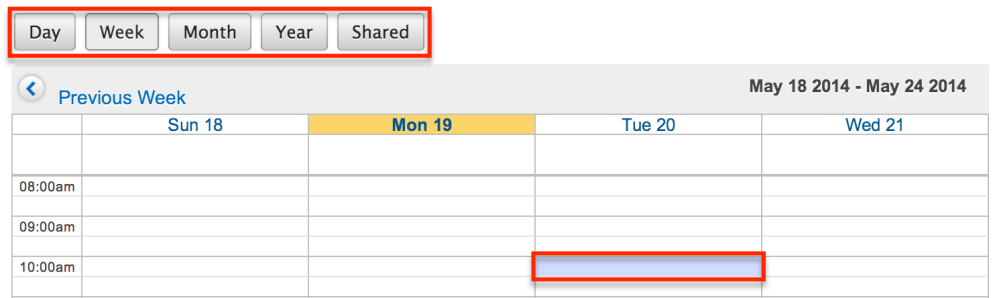 Day Week Month Year Shared
May 18 2014 - May 24 2014
Previous Week
Sun 18 Mon 19 Tue 20 Wed 21
08:00am
09:00am
10:00am